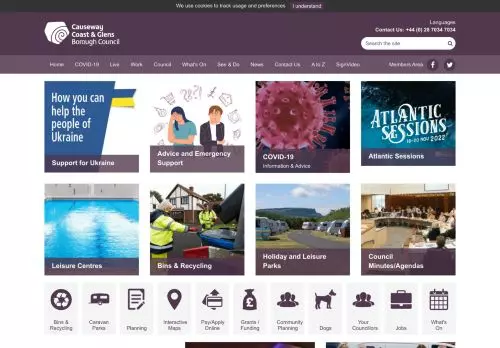 We use cookies to track usage and preferences
I understand
Causeway
Coast & Glens
Borough Council
Languages
Contact Us: +44 (0) 28 7034 7034
Search the site
Home
COVID-19
Live
Work
Council
What's On
See & Do
News
Contact Us
A to Z
SignVideo
Members Area
How you can
help the
people of
Ukraine
Support for Ukraine
Advice and Emergency
Support
COVID-19
Information & Advice
ATLANTIC
SESSIONS
18-20 NOV 2022
Atlantic Sessions
Leisure Centres
Bins & Recycling
Holiday and Leisure
Parks
Council
Minutes/Agendas
Bins &
Recycling
Caravan
Parks
Planning
Interactive
Maps
Pay/Apply
Online
Grants /
Funding
Community
Planning
Dogs
Your
Councillors
Jobs
What's
On